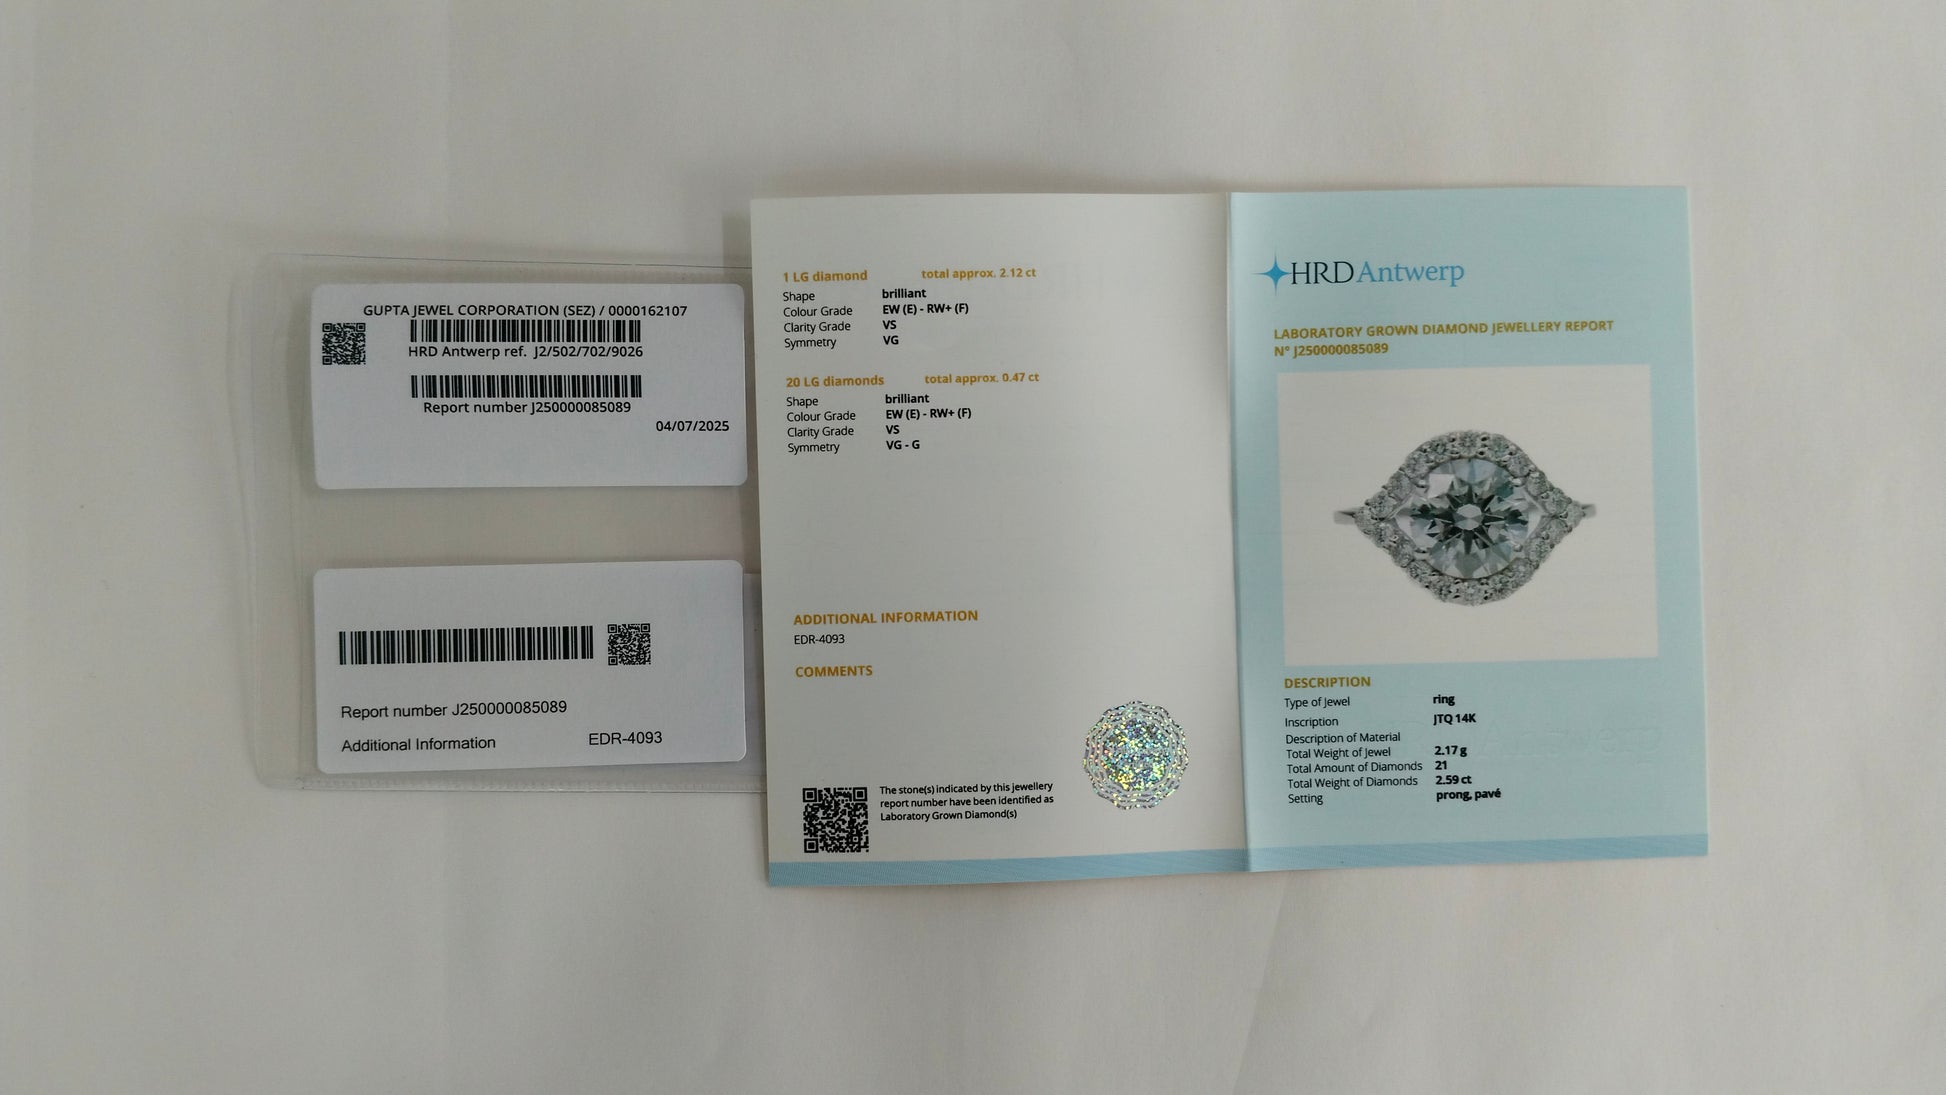 GUPTA JEWEL CORPORATION (SEZ) / 0000162107
HRD Antwerp ref. J2/502/702/9026
Report number J250000085089
04/07/2025
Report number J250000085089
Additional Information EDR-4093
1 LG diamond total approx. 2.12 ct
Shape brilliant
Colour Grade EW (E) - RW+ (F)
Clarity Grade VS
Symmetry VG
20 LG diamonds total approx. 0.47 ct
Shape brilliant
Colour Grade EW (E) - RW+ (F)
Clarity Grade VS
Symmetry VG - G
ADDITIONAL INFORMATION
EDR-4093
COMMENTS
The stone(s) indicated by this jewellery
report number have been identified as
Laboratory Grown Diamond(s)
HRD Antwerp
LABORATORY GROWN DIAMOND JEWELLERY REPORT
N° J250000085089
DESCRIPTION
Type of Jewel ring
Inscription JTQ 14K
Description of Material
Total Weight of Jewel 2.17 g
Total Amount of Diamonds 21
Total Weight of Diamonds 2.59 ct
Setting prong, pavé